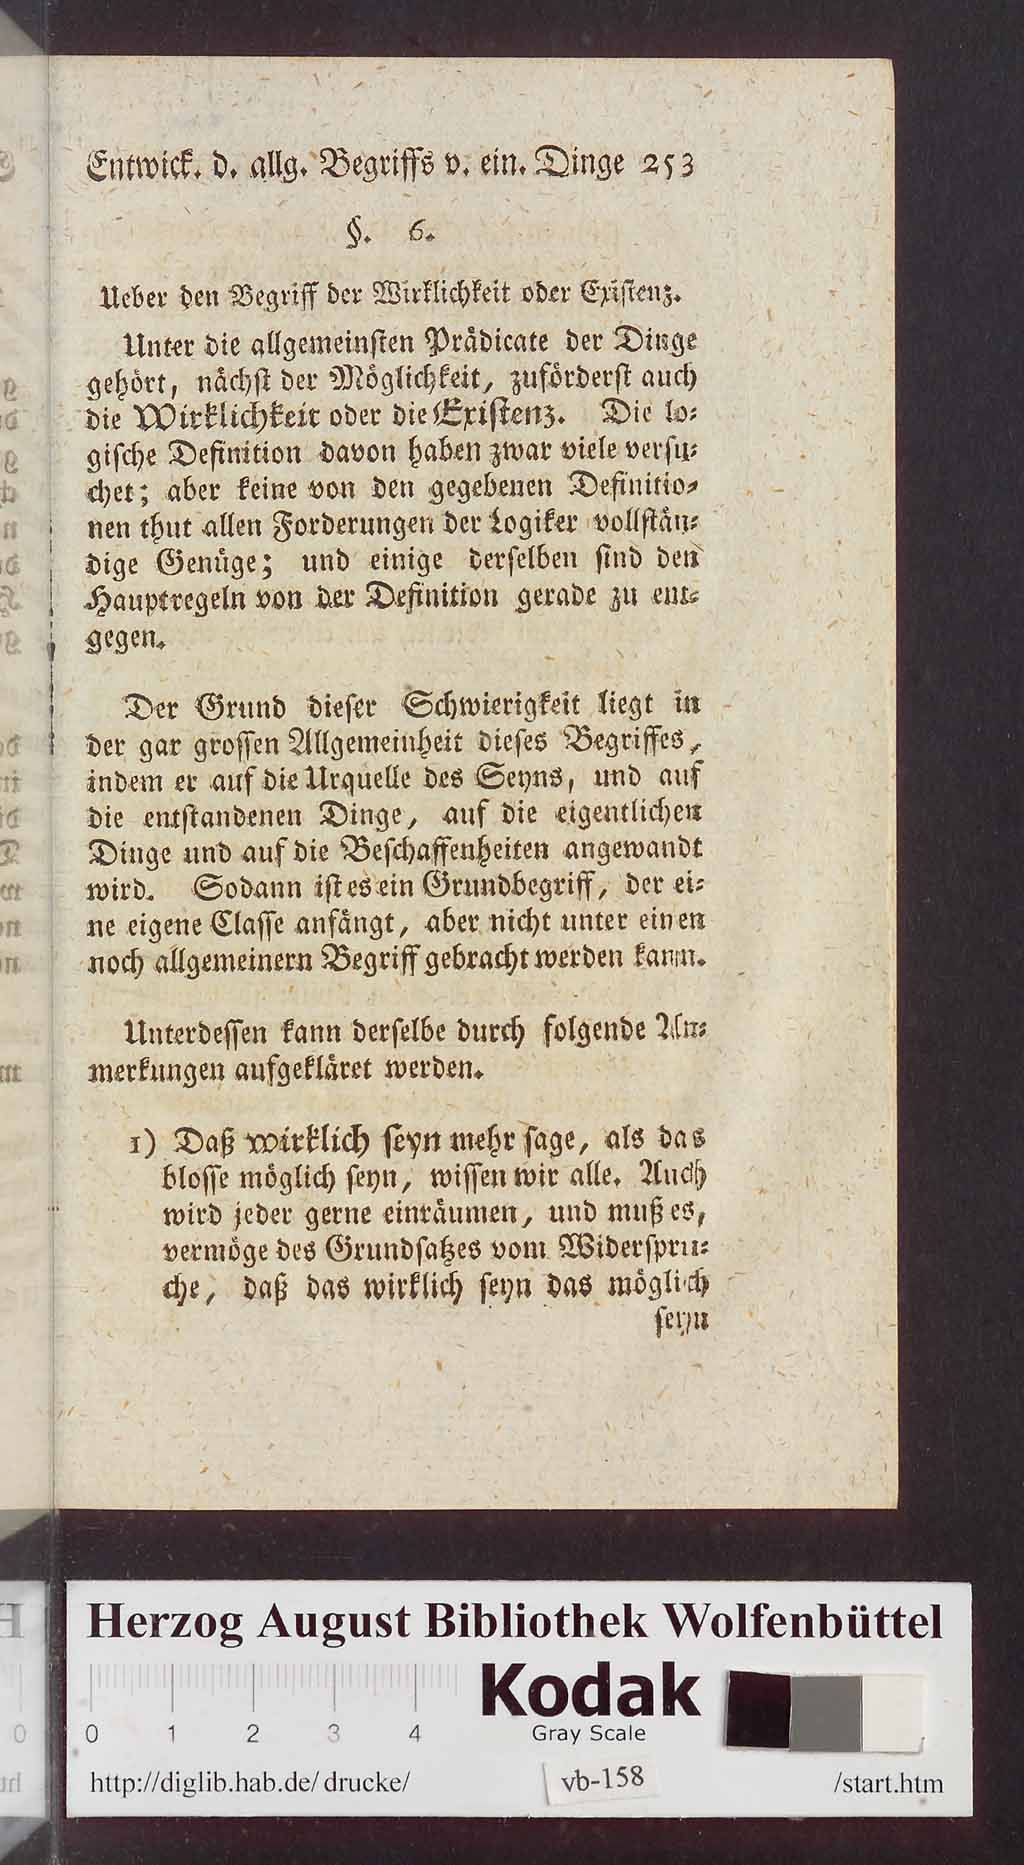 Entwick. d. allg. Begriffs v. ein. Dinge 253
§. 6.
Ueber den Begriff der Wirklichkeit oder Existenz.
Unter die allgemeinsten Prädicate der Dinge
gehört, nächst der Möglichkeit, zuförderst auch
die Wirklichkeit oder die Existenz. Die lo-
gische Definition davon haben zwar viele versu-
chet; aber keine von den gegebenen Definitio-
nen thut allen Forderungen der Logiker vollstän-
dige Genüge; und einige derselben sind den
Hauptregeln von der Definition gerade zu ent-
gegen.
Der Grund dieser Schwierigkeit liegt in
der gar grossen Allgemeinheit dieses Begriffes,
indem er auf die Urquelle des Seyns, und auf
die entstandenen Dinge, auf die eigentlichen
Dinge und auf die Beschaffenheiten angewandt
wird. Sodann ist es ein Grundbegriff, der ei-
ne eigene Classe anfängt, aber nicht unter einen
noch allgemeinern Begriff gebracht werden kann.
Unterdessen kann derselbe durch folgende An-
merkungen aufgekläret werden.
1) Daß wirklich seyn mehr sage, als das
blosse möglich seyn, wissen wir alle. Auch
wird jeder gerne einräumen, und muß es,
vermöge des Grundsatzes vom Widerspru-
che, daß das wirklich seyn das möglich
seyn
Herzog August Bibliothek Wolfenbüttel
Kodak
Gray Scale
0 1 2 3 4
http://diglib.hab.de/drucke/ vb-158 /start.htm